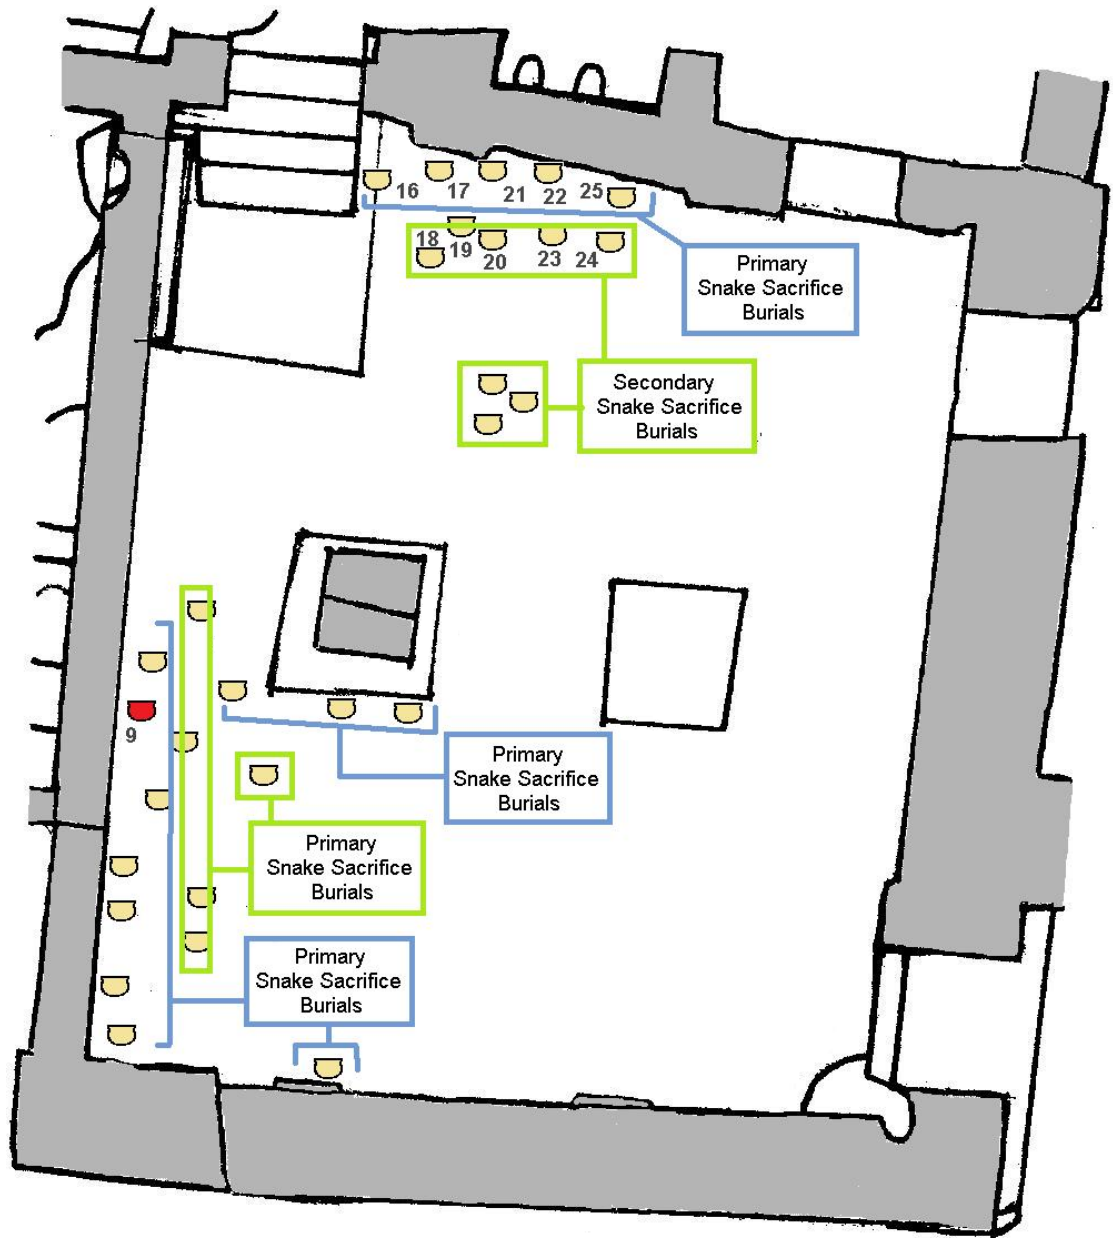 16 17 21 22 25
18 19 20 23 24
Primary
Snake Sacrifice
Burials
Secondary
Snake Sacrifice
Burials
9
Primary
Snake Sacrifice
Burials
Primary
Snake Sacrifice
Burials
Primary
Snake Sacrifice
Burials